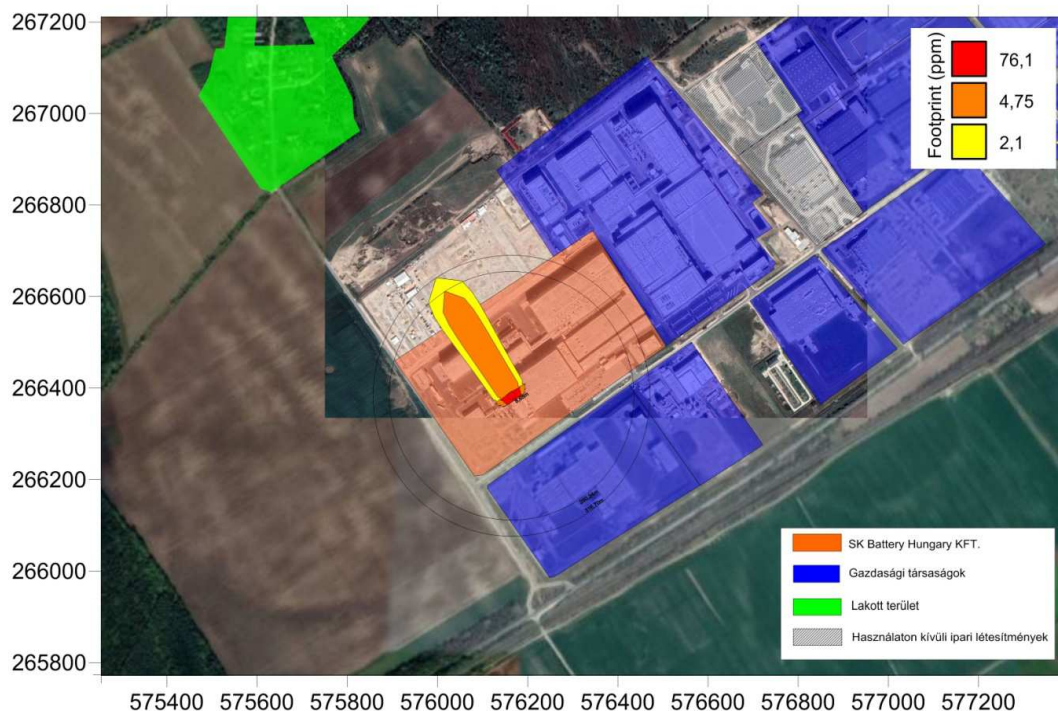 267200
267000
266800
266600
266400
266200
266000
265800
575400 575600 575800 576000 576200 576400 576600 576800 577000 577200
Footprint (ppm)
76,1
4,75
2,1
SK Battery Hungary KFT.
Gazdasági társaságok
Lakott terület
Használaton kívüli ipari létesítmények